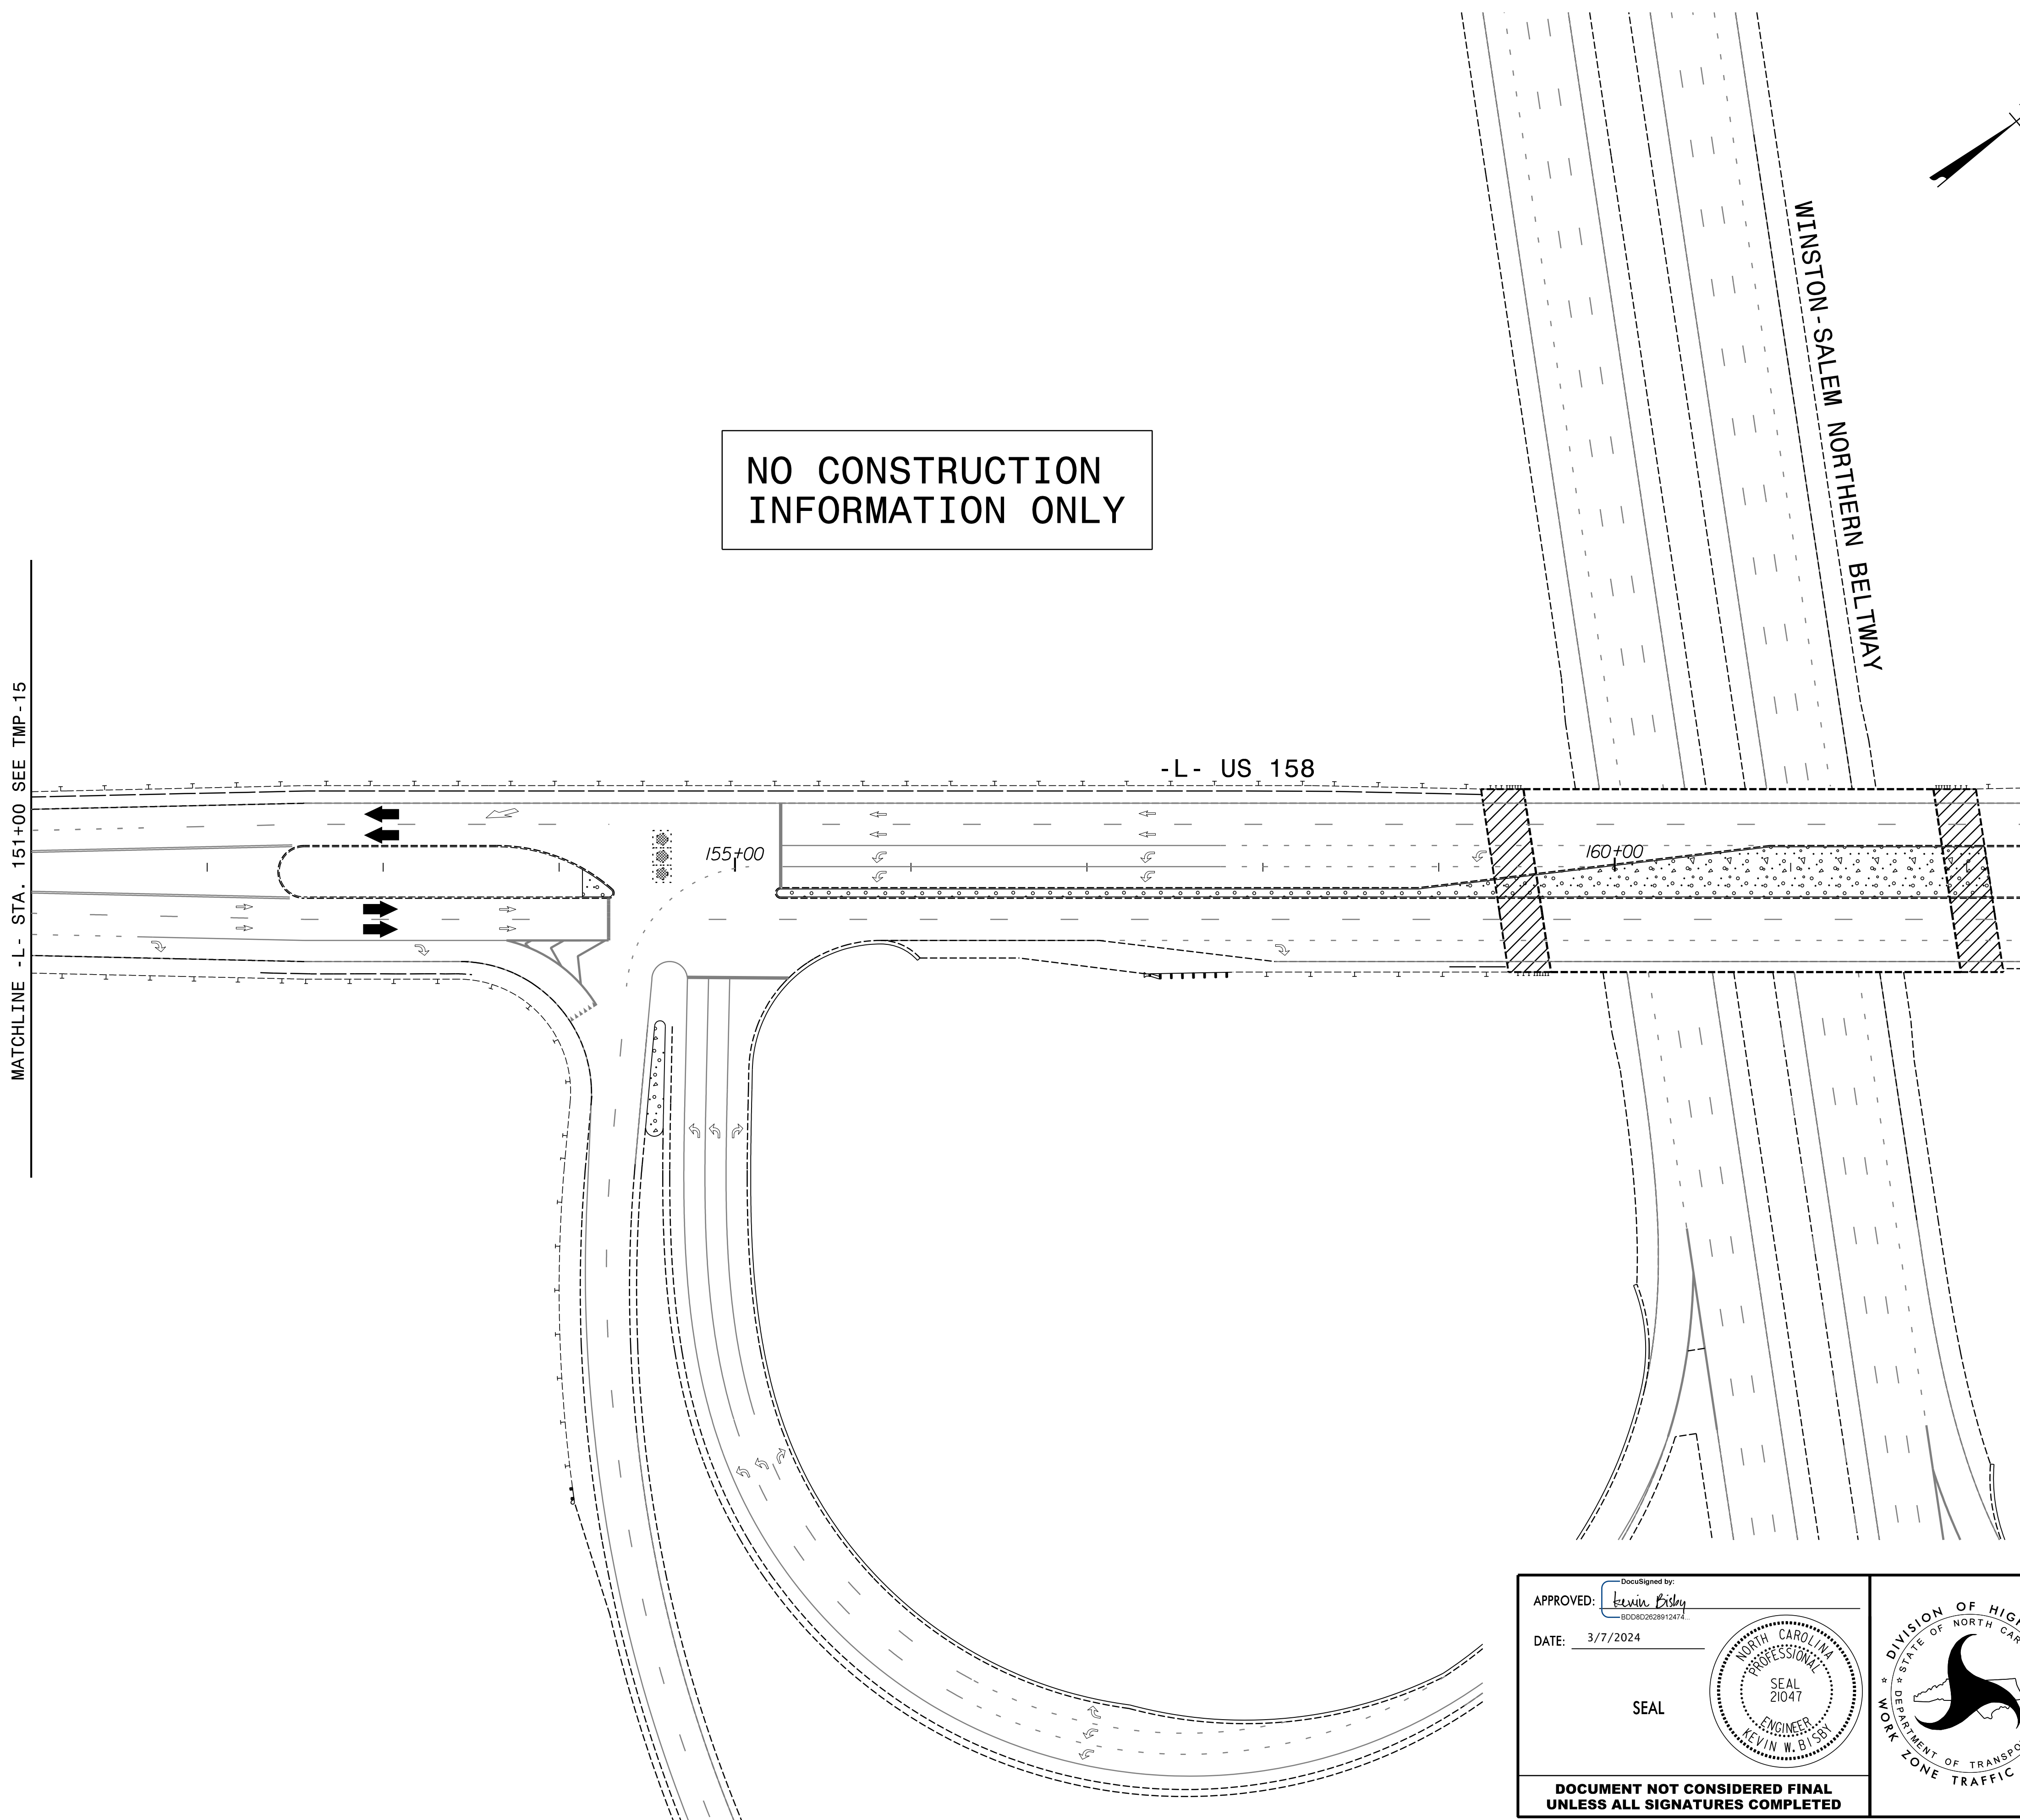 WINSTON-SALEM NORTHERN BELTWAY
NO CONSTRUCTION
INFORMATION ONLY
MATCHLINE -L- STA. 151+00 SEE TMP-15
-L- US 158
155+00
160+00
APPROVED:
DocuSigned by:
Kevin Bisby
BDD8D2628912474...
DATE: 3/7/2024
SEAL
NORTH CAROLINA
PROFESSIONAL
SEAL
21047
ENGINEER
KEVIN W. BISBY
DOCUMENT NOT CONSIDERED FINAL
UNLESS ALL SIGNATURES COMPLETED
DIVISION OF HIG
STATE OF NORTH CAR
DEPARTMENT OF TRANSPO
WORK ZONE TRAFFIC